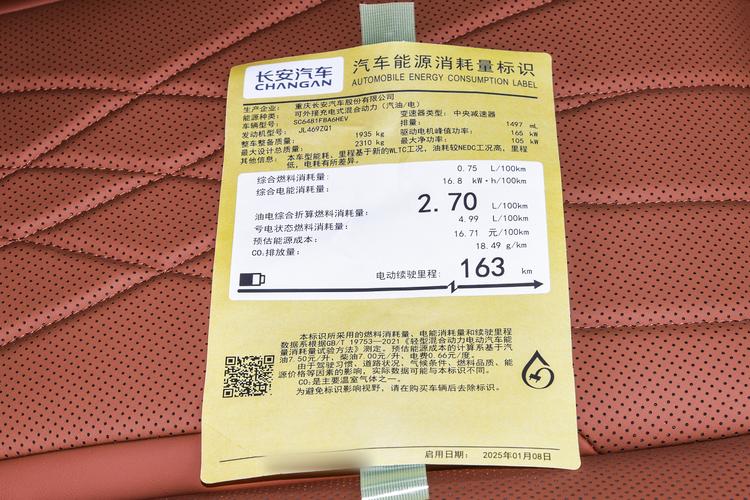 长安汽车
CHANGAN
汽车能源消耗量标识
AUTOMOBILE ENERGY CONSUMPTION LABEL
生产企业: 重庆长安汽车股份有限公司
能源种类: 可外接充电式混合动力（汽油/电）
车辆型号: SC6481FBA6HEV 变速器类型: 中央减速器
发动机型号: JL469ZQ1 排量: 1497 mL
整车整备质量: 1935 kg 驱动电机峰值功率: 165 kW
最大设计总质量: 2310 kg 最大净功率: 105 kW
其他信息: 本车型能耗、里程基于新的WLTC工况，油耗较NEDC工况高，里程
低，电耗有所差异。
综合燃料消耗量: 0.75 L/100km
综合电能消耗量: 16.8 kW·h/100km
油电综合折算燃料消耗量: 2.70 L/100km
亏电状态燃料消耗量: 4.99 L/100km
预估能源成本: 16.71 元/100km
CO₂排放量: 18.49 g/km
电动续驶里程: 163 km
本标识所采用的燃料消耗量、电能消耗量和续驶里程
数据系根据GB/T 19753—2021《轻型混合动力电动汽车能
量消耗量试验方法》测定。预估能源成本的计算系基于汽
油7.50元/升，柴油7.00元/升，电费0.66元/度。
由于驾驶习惯、道路状况、气候条件、燃料品质、能
源价格等因素的影响，实际数据可能与本标识不同。
CO₂是主要温室气体之一。
为避免标识影响视野，请在购买车辆后去除标识。
启用日期: 2025年01月08日